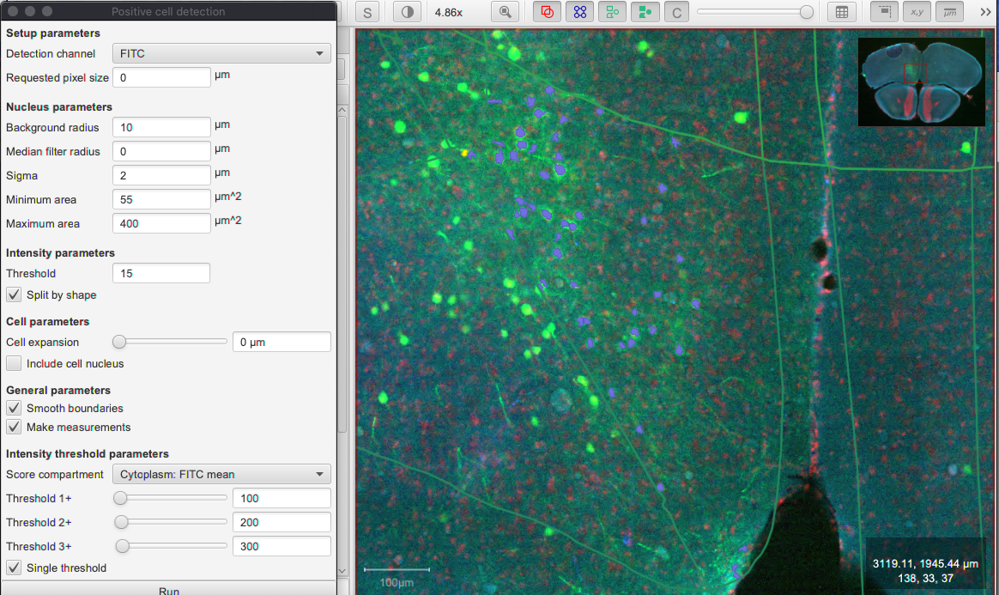 Positive cell detection
S 4.86x C x,y µm
Setup parameters
Detection channel FITC
Requested pixel size 0 µm
Nucleus parameters
Background radius 10 µm
Median filter radius 0 µm
Sigma 2 µm
Minimum area 55 µm^2
Maximum area 400 µm^2
Intensity parameters
Threshold 15
Split by shape
Cell parameters
Cell expansion 0 µm
Include cell nucleus
General parameters
Smooth boundaries
Make measurements
Intensity threshold parameters
Score compartment Cytoplasm: FITC mean
Threshold 1+ 100
Threshold 2+ 200
Threshold 3+ 300
Single threshold
Run
100µm
3119.11, 1945.44 µm
138, 33, 37